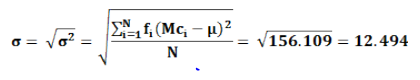 σ = √σ² = √(∑ᵢ₌₁ᴺ fᵢ(Mcᵢ − μ)² / N) = √156.109 = 12.494